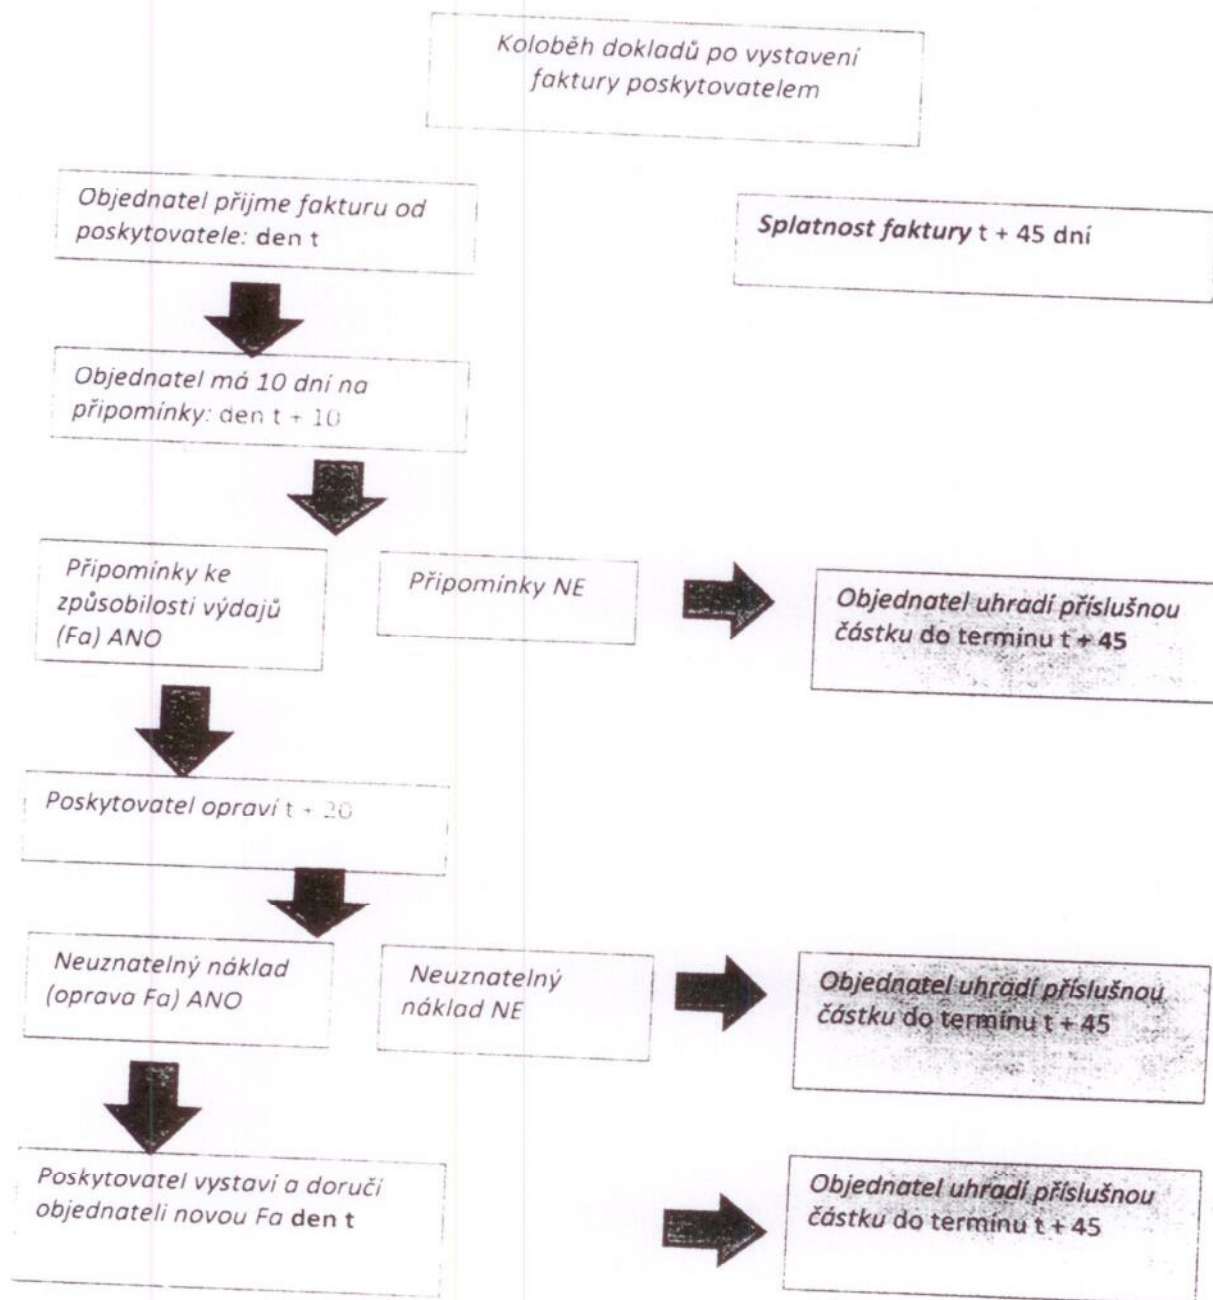 Koloběh dokladů po vystavení
faktury poskytovatelem
Objednatel přijme fakturu od
poskytovatele: den t
Splatnost faktury t + 45 dní
Objednatel má 10 dní na
připomínky: den t + 10
Připomínky ke
způsobilosti výdajů
(Fa) ANO
Připomínky NE
Objednatel uhradí příslušnou
částku do termínu t + 45
Poskytovatel opraví t + 20
Neuznatelný náklad
(oprava Fa) ANO
Neuznatelný
náklad NE
Objednatel uhradí příslušnou
částku do termínu t + 45
Poskytovatel vystaví a doručí
objednateli novou Fa den t
Objednatel uhradí příslušnou
částku do termínu t + 45